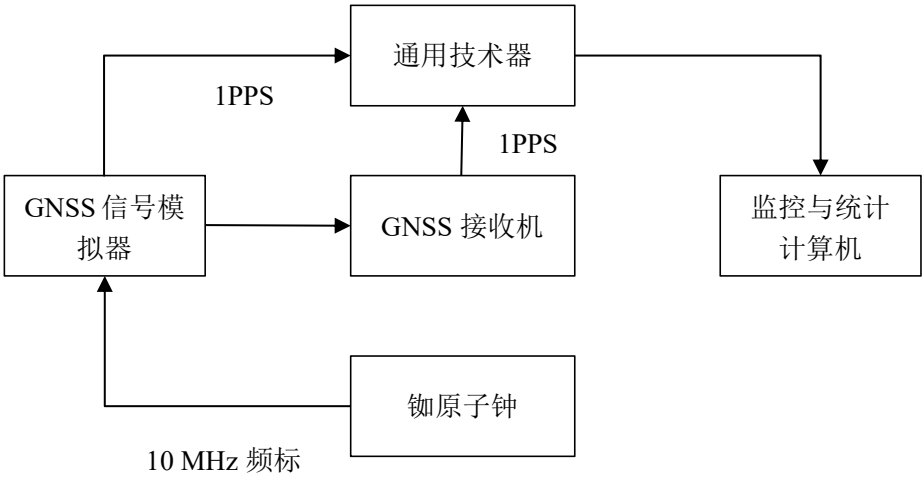 通用技术器
1PPS
1PPS
GNSS 信号模
拟器
GNSS 接收机
监控与统计
计算机
铷原子钟
10 MHz 频标